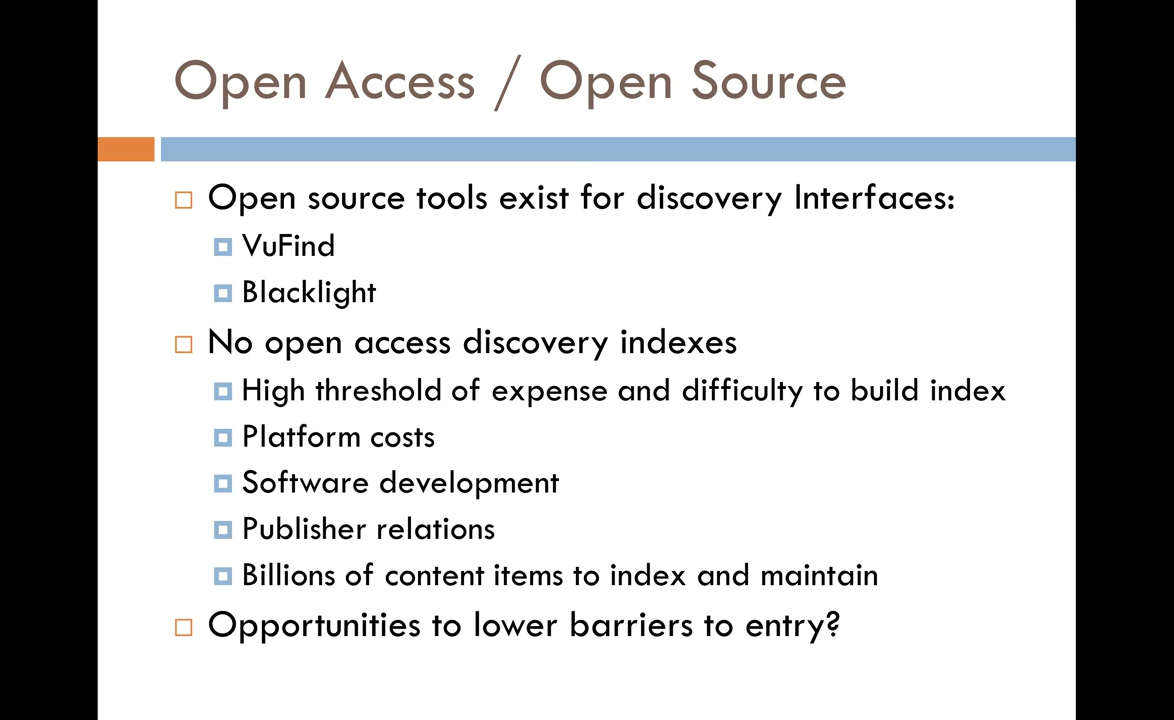 Open Access / Open Source
Open source tools exist for discovery Interfaces:
VuFind
Blacklight
No open access discovery indexes
High threshold of expense and difficulty to build index
Platform costs
Software development
Publisher relations
Billions of content items to index and maintain
Opportunities to lower barriers to entry?